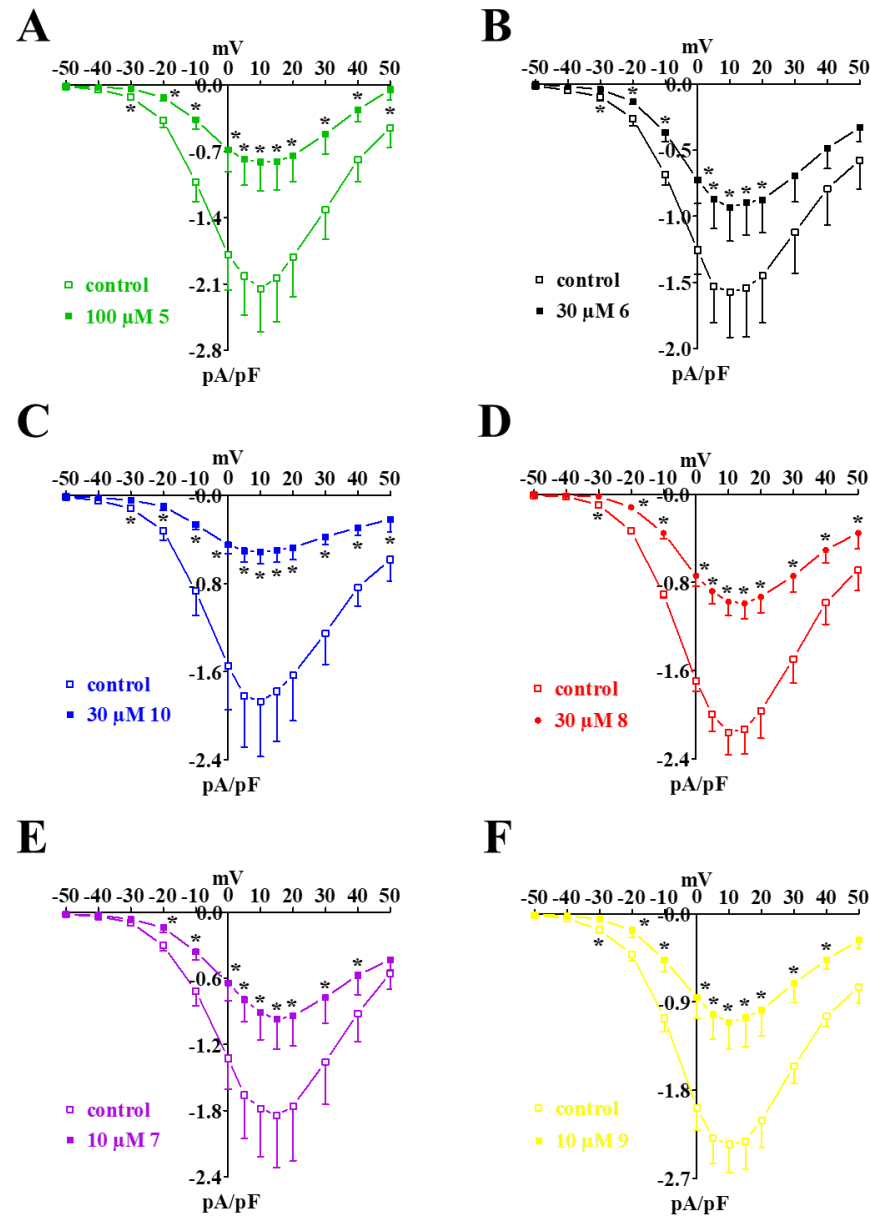 A
mV
-50 -40 -30 -20 -10 0 10 20 30 40 50
0.0
* * * * * * * * * * * *
-0.7
-1.4
-2.1
-2.8
control
100 µM 5
pA/pF
B
mV
-50 -40 -30 -20 -10 0 10 20 30 40 50
0.0
* * * * * * * *
-0.5
-1.0
-1.5
-2.0
control
30 µM 6
pA/pF
C
mV
-50 -40 -30 -20 -10 0 10 20 30 40 50
0.0
* * * * * * * * * * *
-0.8
-1.6
-2.4
control
30 µM 10
pA/pF
D
mV
-50 -40 -30 -20 -10 0 10 20 30 40 50
0.0
* * * * * * * * * * *
-0.8
-1.6
-2.4
control
30 µM 8
pA/pF
E
mV
-50 -40 -30 -20 -10 0 10 20 30 40 50
0.0
* * * * * * * * *
-0.6
-1.2
-1.8
-2.4
control
10 µM 7
pA/pF
F
mV
-50 -40 -30 -20 -10 0 10 20 30 40 50
-0.0
* * * * * * * * * *
-0.9
-1.8
-2.7
control
10 µM 9
pA/pF